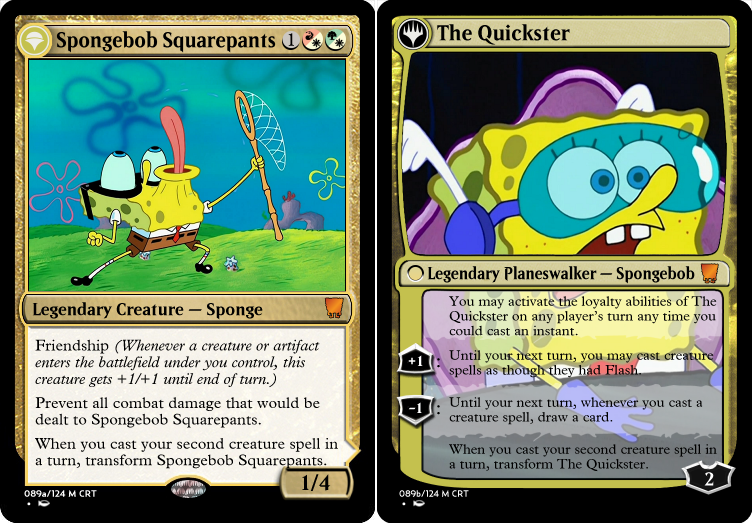 Spongebob Squarepants 1
Legendary Creature — Sponge
Friendship (Whenever a creature or artifact
enters the battlefield under you control, this
creature gets +1/+1 until end of turn.)
Prevent all combat damage that would be
dealt to Spongebob Squarepants.
When you cast your second creature spell in
a turn, transform Spongebob Squarepants.
1/4
089a/124 M CRT
The Quickster
Legendary Planeswalker — Spongebob
You may activate the loyalty abilities of The
Quickster on any player's turn any time you
could cast an instant.
+1: Until your next turn, you may cast creature
spells as though they had Flash.
-1: Until your next turn, whenever you cast a
creature spell, draw a card.
When you cast your second creature spell in
a turn, transform The Quickster.
2
089b/124 M CRT